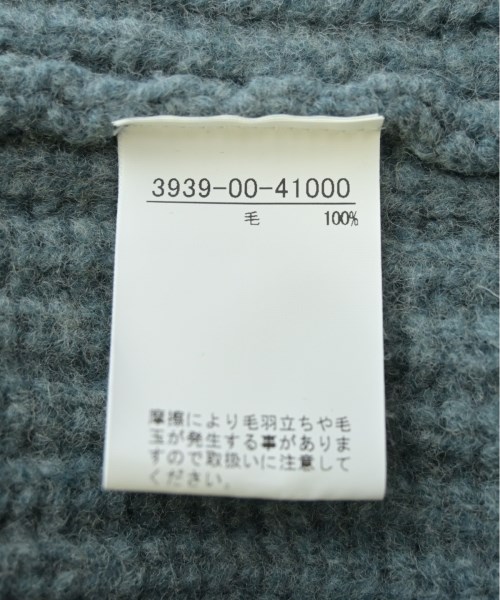 3939-00-41000
毛 100%
摩擦により毛羽立ちや毛
玉が発生する事がありま
すので取扱いに注意して
ください。